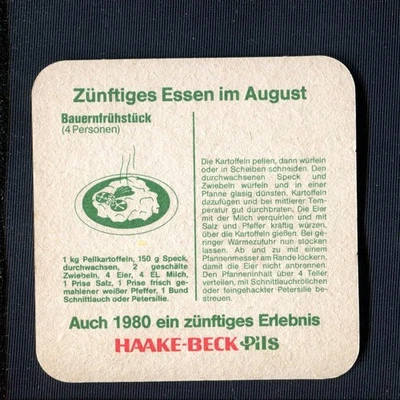 Zünftiges Essen im August
Bauernfrühstück
(4 Personen)
1 kg Pellkartoffeln, 150 g Speck,
durchwachsen, 2 geschälte
Zwiebeln, 4 Eier, 4 EL. Milch,
1 Prise Salz, 1 Prise frisch ge-
mahlener weißer Pfeffer, 1 Bund
Schnittlauch oder Petersilie.
Die Kartoffeln pellen, dann würfeln
oder in Scheiben schneiden. Den
durchwachsenen Speck und
Zwiebeln würfeln und in einer
Pfanne glasig dünsten. Kartoffeln
dazufügen und bei mittlerer Tem-
peratur gut durchbraten. Die Eier
mit der Milch verquirlen und mit
Salz und Pfeffer kräftig würzen,
über die Kartoffeln gießen. Bei ge-
ringer Wärmezufuhr nun stocken
lassen. Ab und zu mit einem
Pfannenmesser am Rande lockern,
damit die Eier nicht anbrennen.
Den Pfanneninhalt über 4 Teller
verteilen, mit Schnittlauchröllchen
oder feingehackter Petersilie be-
streuen.
Auch 1980 ein zünftiges Erlebnis
HAAKE-BECK Pils